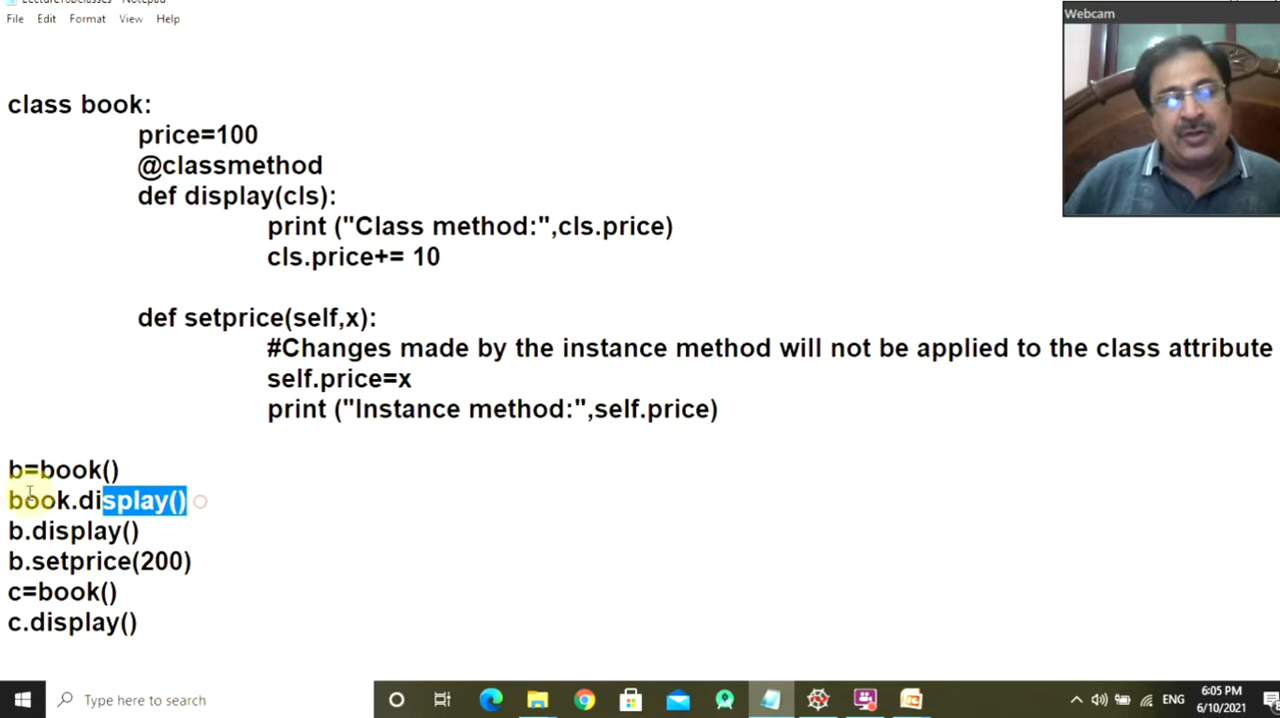 File Edit Format View Help
Webcam
class book:
price=100
@classmethod
def display(cls):
print ("Class method:",cls.price)
cls.price+= 10
def setprice(self,x):
#Changes made by the instance method will not be applied to the class attribute
self.price=x
print ("Instance method:",self.price)
b=book()
book.display()
b.display()
b.setprice(200)
c=book()
c.display()
Type here to search
ENG
6:05 PM
6/10/2021